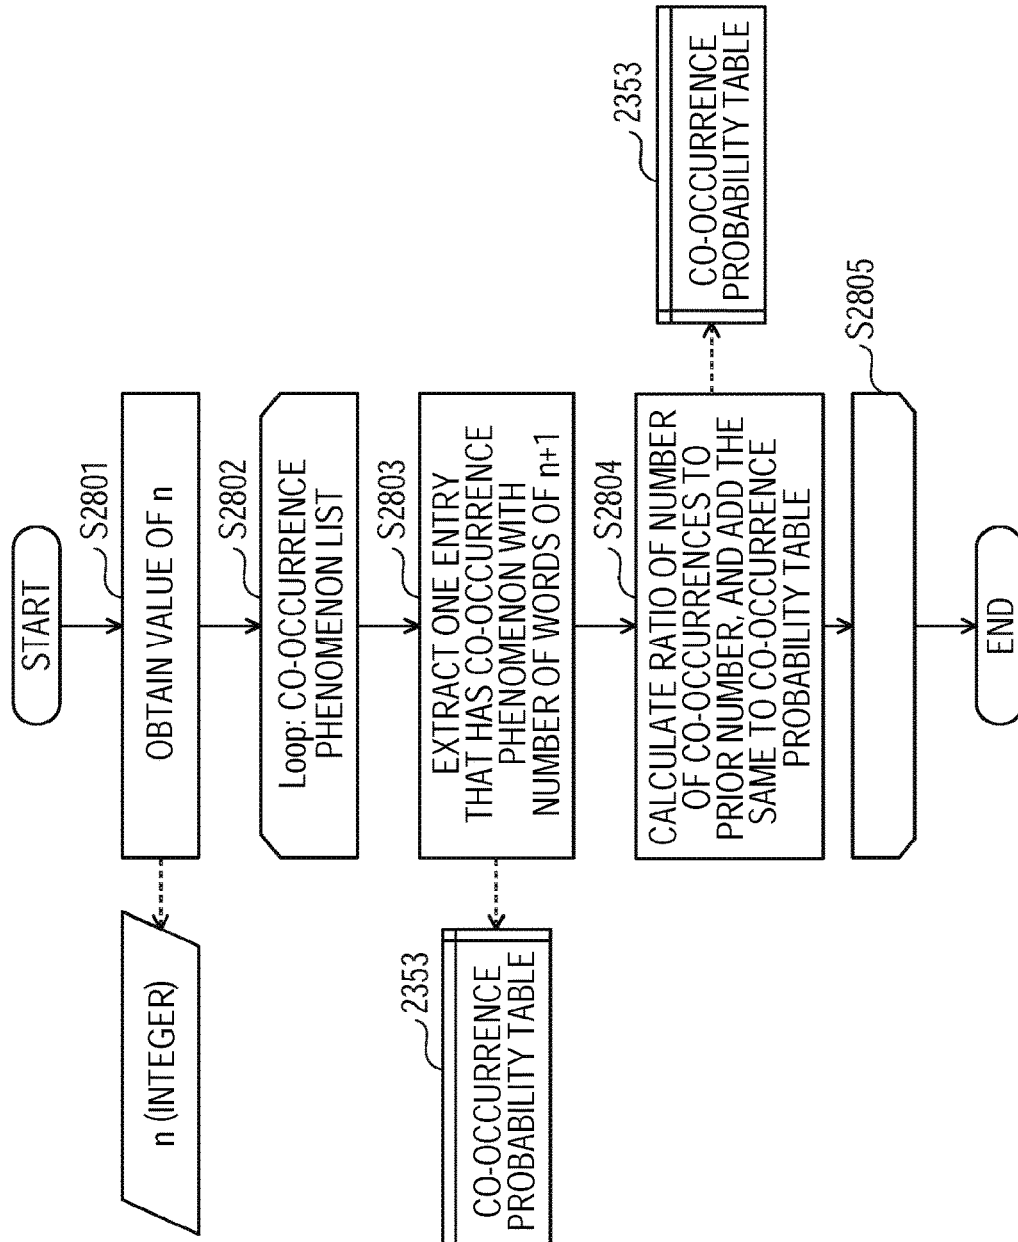 START
S2801
OBTAIN VALUE OF n
n (INTEGER)
S2802
Loop: CO-OCCURRENCE
PHENOMENON LIST
S2803
EXTRACT ONE ENTRY
THAT HAS CO-OCCURRENCE
PHENOMENON WITH
NUMBER OF WORDS OF n+1
2353
CO-OCCURRENCE
PROBABILITY TABLE
S2804
CALCULATE RATIO OF NUMBER
OF CO-OCCURRENCES TO
PRIOR NUMBER, AND ADD THE
SAME TO CO-OCCURRENCE
PROBABILITY TABLE
2353
CO-OCCURRENCE
PROBABILITY TABLE
S2805
END